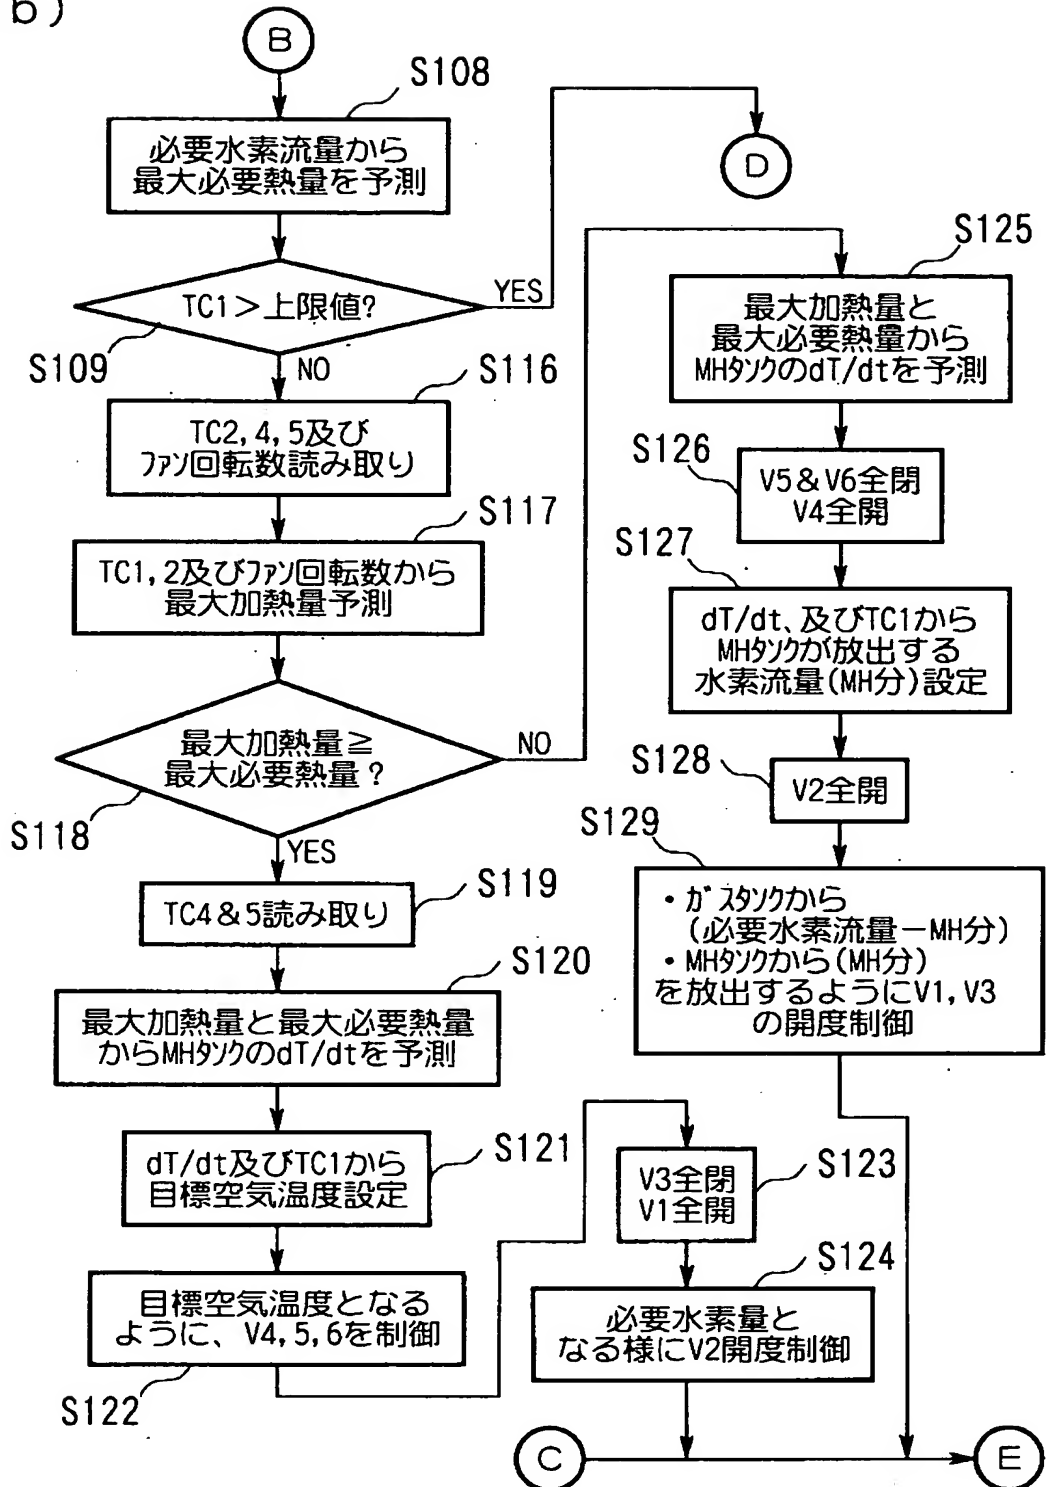 b)
B
S108
必要水素流量から
最大必要熱量を予測
D
TC1>上限値?
YES
S109
NO
S116
TC2,4,5及び
ファン回転数読み取り
S117
TC1,2及びファン回転数から
最大加熱量予測
最大加熱量≧
最大必要熱量?
NO
S118
YES
S119
TC4&5読み取り
S120
最大加熱量と最大必要熱量
からMHタンクのdT/dtを予測
dT/dt及びTC1から
目標空気温度設定
S121
目標空気温度となる
ように、V4,5,6を制御
S122
V3全閉
V1全開
S123
S124
必要水素量と
なる様にV2開度制御
S125
最大加熱量と
最大必要熱量から
MHタンクのdT/dtを予測
S126
V5&V6全閉
V4全開
S127
dT/dt、及びTC1から
MHタンクが放出する
水素流量(MH分)設定
S128
V2全開
S129
・ガスタンクから
(必要水素流量-MH分)
・MHタンクから(MH分)
を放出するようにV1,V3
の開度制御
C
E